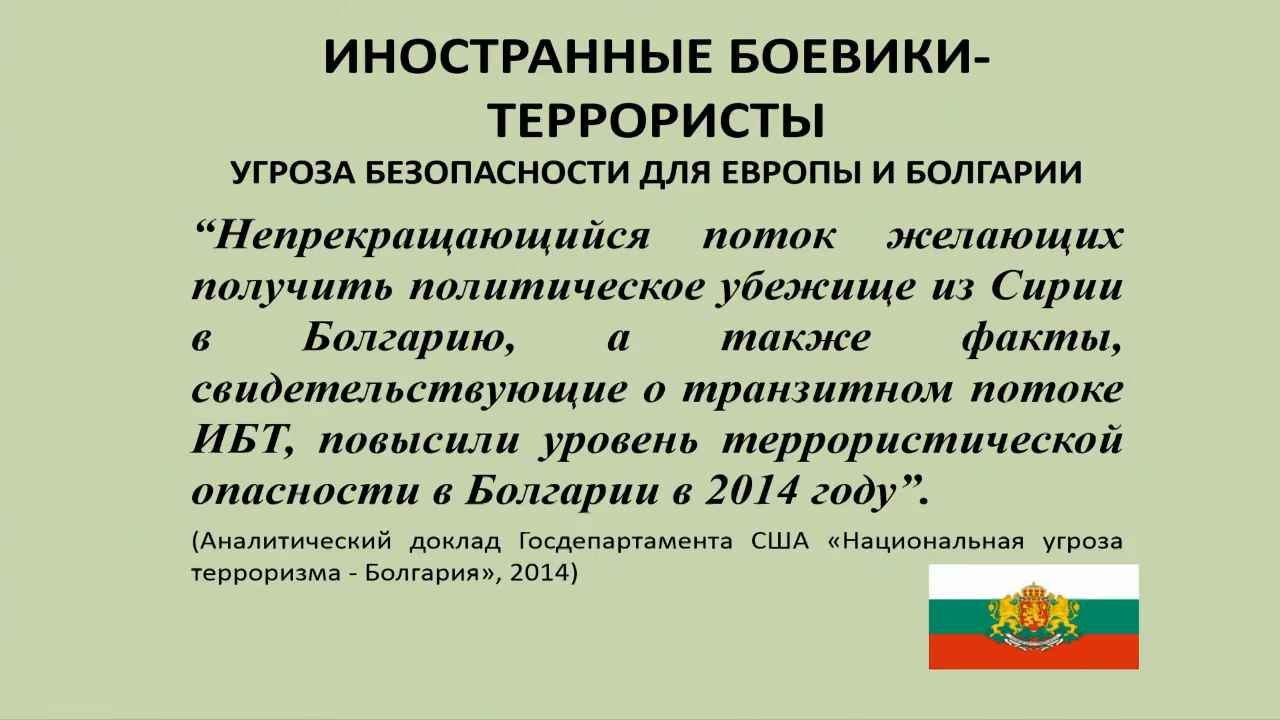 ИНОСТРАННЫЕ БОЕВИКИ-
ТЕРРОРИСТЫ
УГРОЗА БЕЗОПАСНОСТИ ДЛЯ ЕВРОПЫ И БОЛГАРИИ
“Непрекращающийся поток желающих
получить политическое убежище из Сирии
в Болгарию, а также факты,
свидетельствующие о транзитном потоке
ИБТ, повысили уровень террористической
опасности в Болгарии в 2014 году”.
(Аналитический доклад Госдепартамента США «Национальная угроза
терроризма - Болгария», 2014)